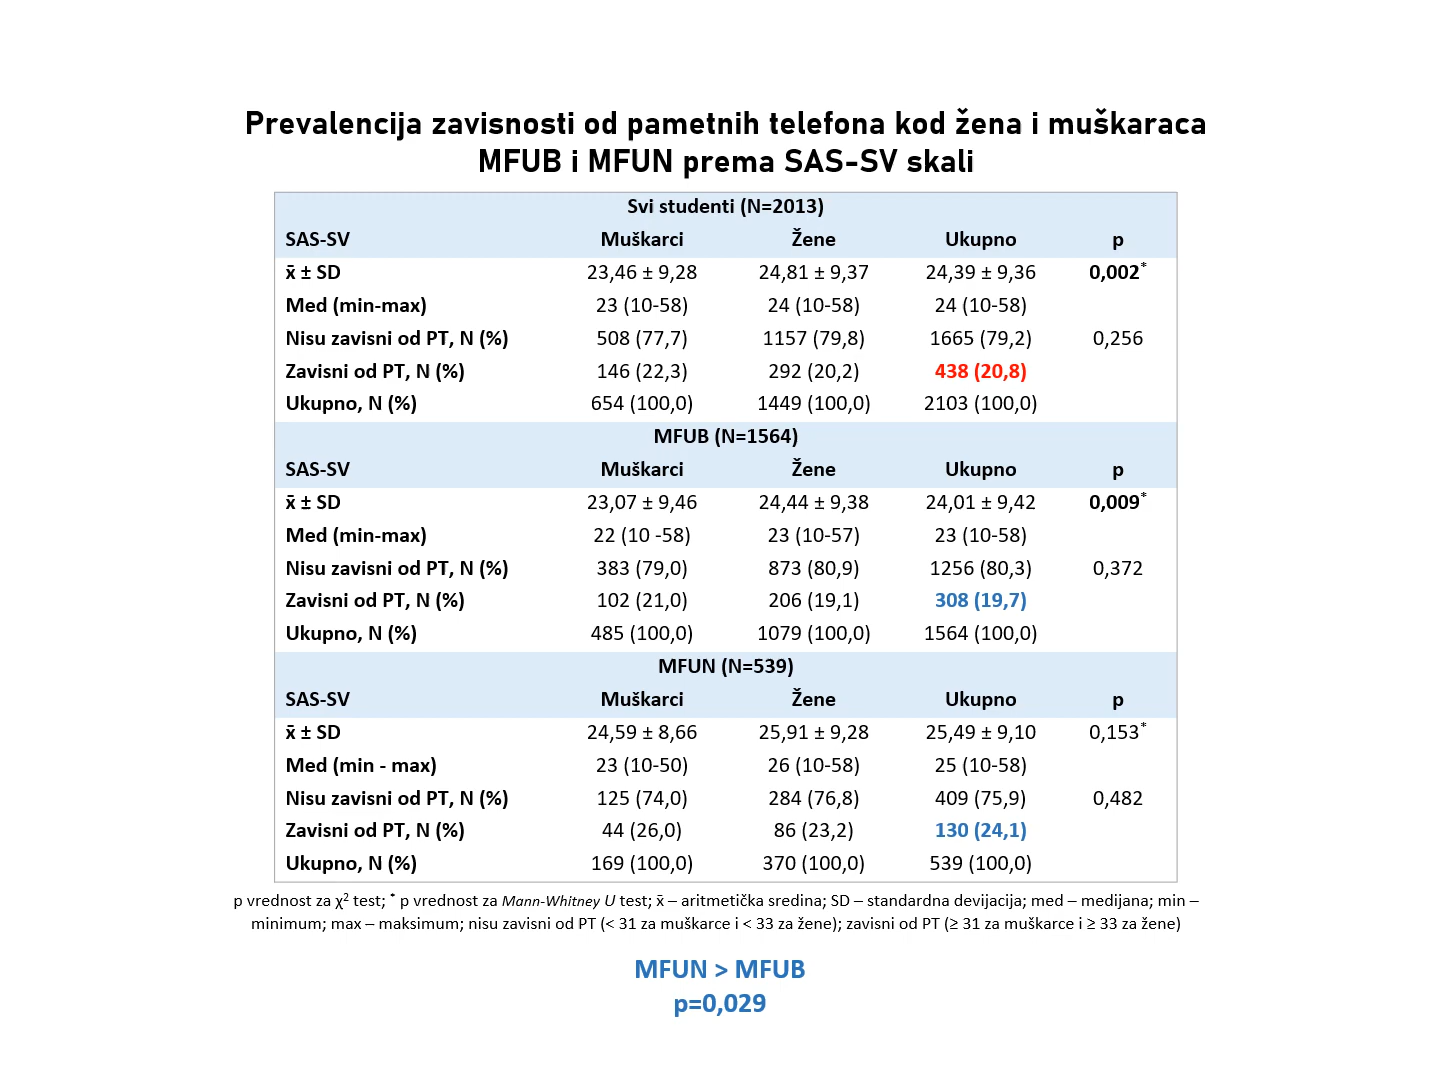 Prevalencija zavisnosti od pametnih telefona kod žena i muškaraca
MFUB i MFUN prema SAS-SV skali
Svi studenti (N=2013)
SAS-SV Muškarci Žene Ukupno p
x̄ ± SD 23,46 ± 9,28 24,81 ± 9,37 24,39 ± 9,36 0,002*
Med (min-max) 23 (10-58) 24 (10-58) 24 (10-58)
Nisu zavisni od PT, N (%) 508 (77,7) 1157 (79,8) 1665 (79,2) 0,256
Zavisni od PT, N (%) 146 (22,3) 292 (20,2) 438 (20,8)
Ukupno, N (%) 654 (100,0) 1449 (100,0) 2103 (100,0)
MFUB (N=1564)
SAS-SV Muškarci Žene Ukupno p
x̄ ± SD 23,07 ± 9,46 24,44 ± 9,38 24,01 ± 9,42 0,009*
Med (min-max) 22 (10 -58) 23 (10-57) 23 (10-58)
Nisu zavisni od PT, N (%) 383 (79,0) 873 (80,9) 1256 (80,3) 0,372
Zavisni od PT, N (%) 102 (21,0) 206 (19,1) 308 (19,7)
Ukupno, N (%) 485 (100,0) 1079 (100,0) 1564 (100,0)
MFUN (N=539)
SAS-SV Muškarci Žene Ukupno p
x̄ ± SD 24,59 ± 8,66 25,91 ± 9,28 25,49 ± 9,10 0,153*
Med (min - max) 23 (10-50) 26 (10-58) 25 (10-58)
Nisu zavisni od PT, N (%) 125 (74,0) 284 (76,8) 409 (75,9) 0,482
Zavisni od PT, N (%) 44 (26,0) 86 (23,2) 130 (24,1)
Ukupno, N (%) 169 (100,0) 370 (100,0) 539 (100,0)
p vrednost za χ² test; * p vrednost za Mann-Whitney U test; x̄ – aritmetička sredina; SD – standardna devijacija; med – medijana; min –
minimum; max – maksimum; nisu zavisni od PT (< 31 za muškarce i < 33 za žene); zavisni od PT (≥ 31 za muškarce i ≥ 33 za žene)
MFUN > MFUB
p=0,029